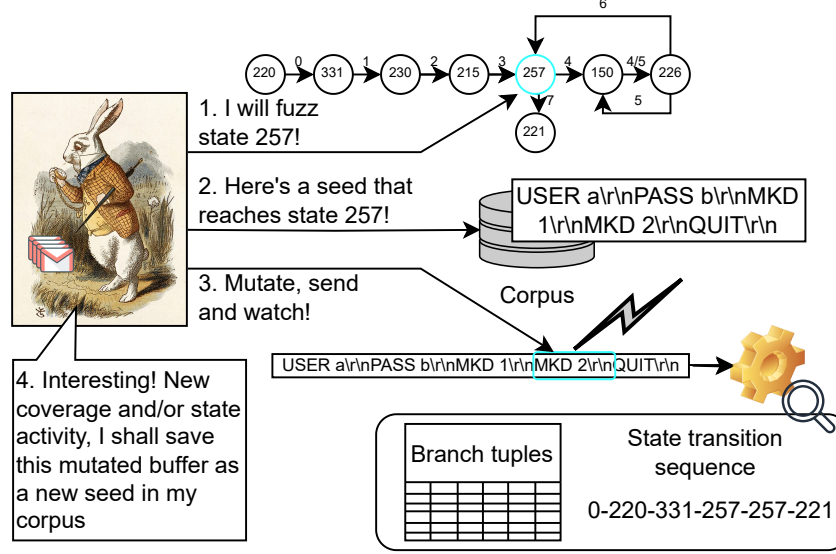 6
0
1
2
3
4
4/5
220
331
230
215
257
150
226
7
5
221
1. I will fuzz
state 257!
2. Here's a seed that
reaches state 257!
USER a\r\nPASS b\r\nMKD
1\r\nMKD 2\r\nQUIT\r\n
3. Mutate, send
and watch!
Corpus
USER a\r\nPASS b\r\nMKD 1\r\nMKD 2\r\nQUIT\r\n
4. Interesting! New
coverage and/or state
activity, I shall save
this mutated buffer as
a new seed in my
corpus
Branch tuples
State transition
sequence
0-220-331-257-257-221